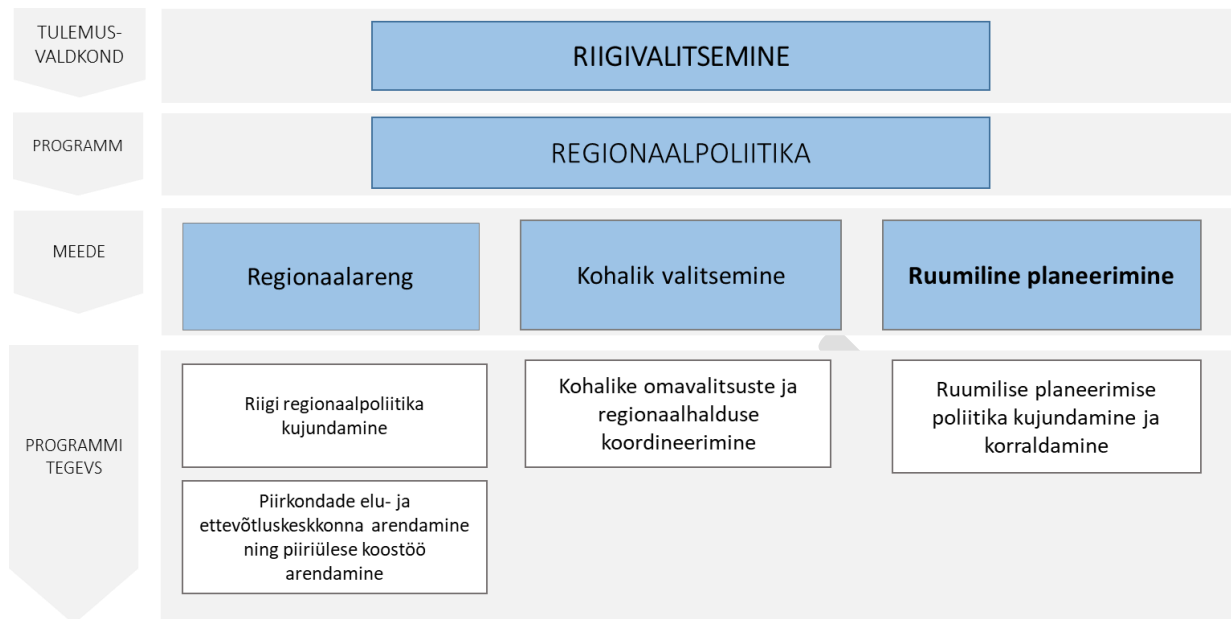 TULEMUS-
VALDKOND
RIIGIVALITSEMINE
PROGRAMM
REGIONAALPOLIITIKA
MEEDE
Regionaalareng
Kohalik valitsemine
Ruumiline planeerimine
PROGRAMMI
TEGEVS
Riigi regionaalpoliitika
kujundamine
Piirkondade elu- ja
ettevõtluskeskkonna arendamine
ning piiriülese koostöö
arendamine
Kohalike omavalitsuste ja
regionaalhalduse
koordineerimine
Ruumilise planeerimise
poliitika kujundamine ja
korraldamine